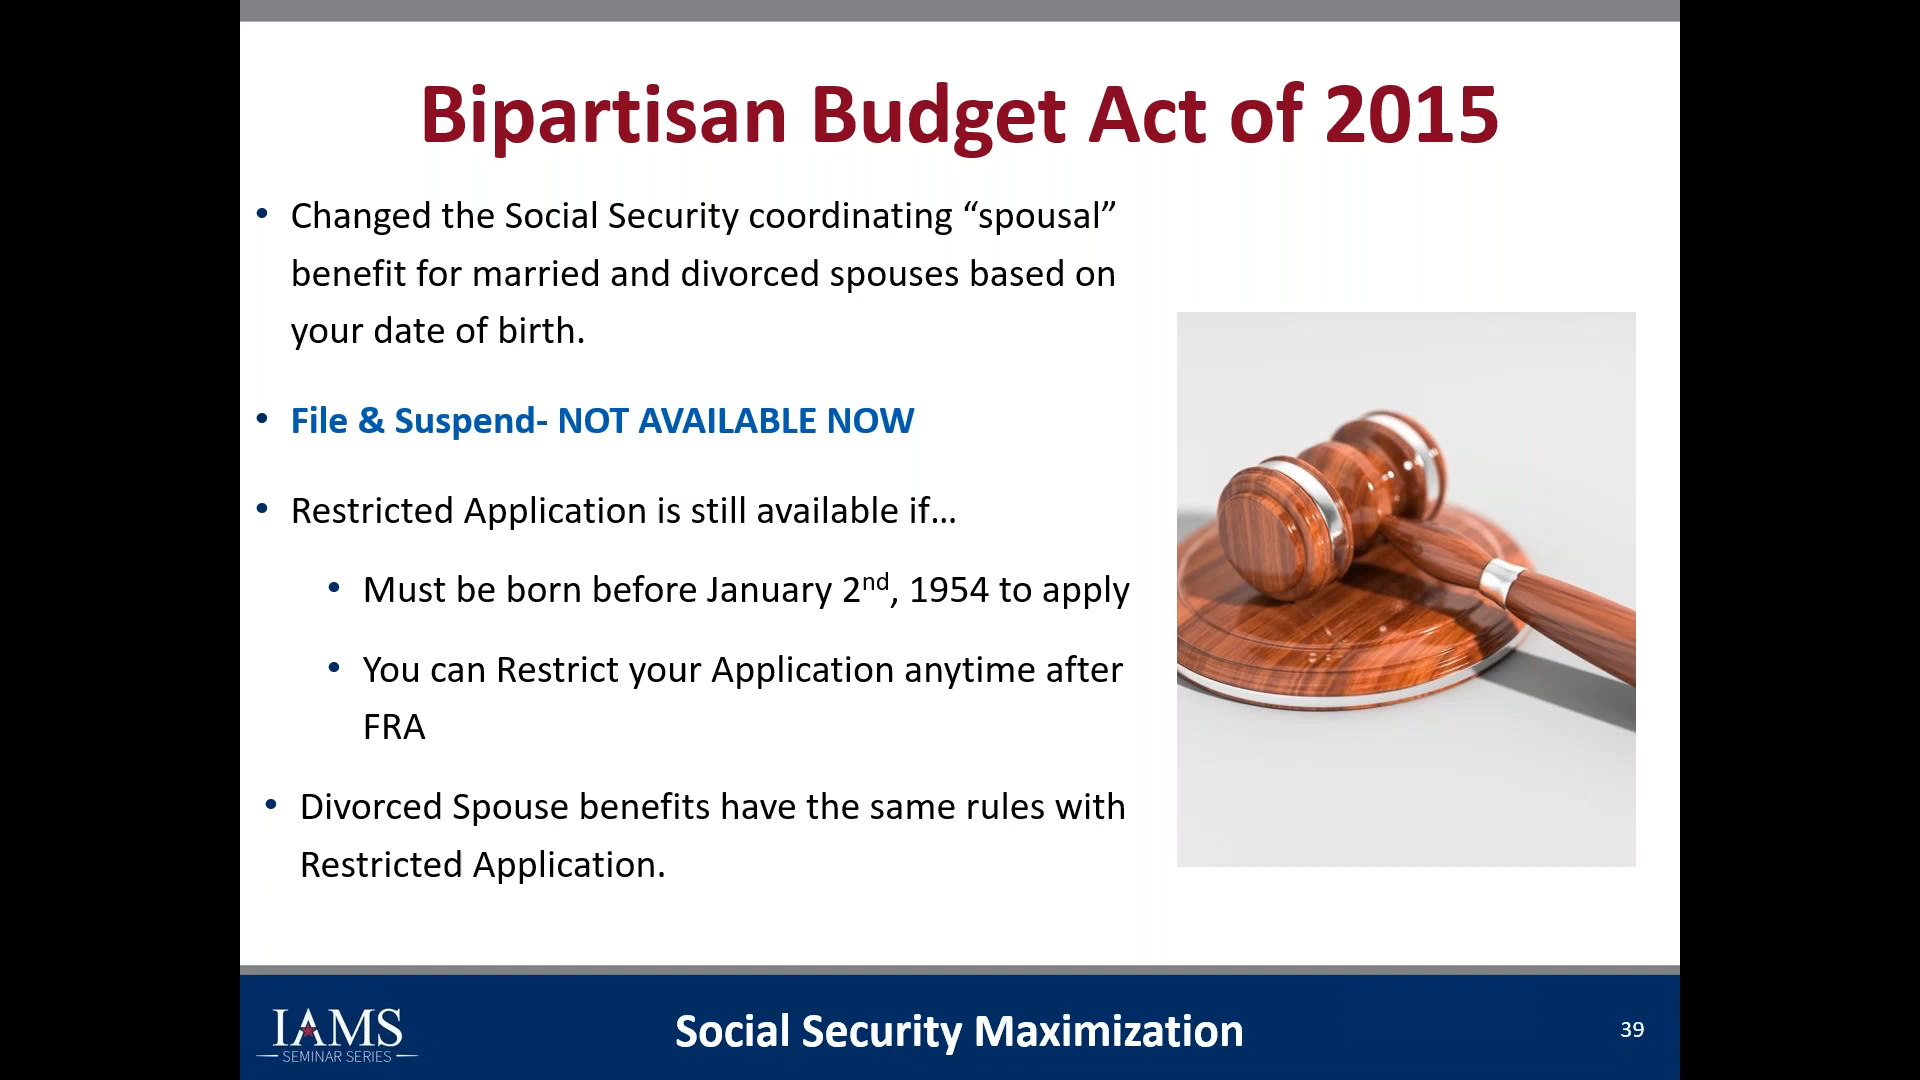 Bipartisan Budget Act of 2015
• Changed the Social Security coordinating “spousal”
benefit for married and divorced spouses based on
your date of birth.
• File & Suspend- NOT AVAILABLE NOW
• Restricted Application is still available if…
• Must be born before January 2nd, 1954 to apply
• You can Restrict your Application anytime after
FRA
• Divorced Spouse benefits have the same rules with
Restricted Application.
IAMS
SEMINAR SERIES
Social Security Maximization
39